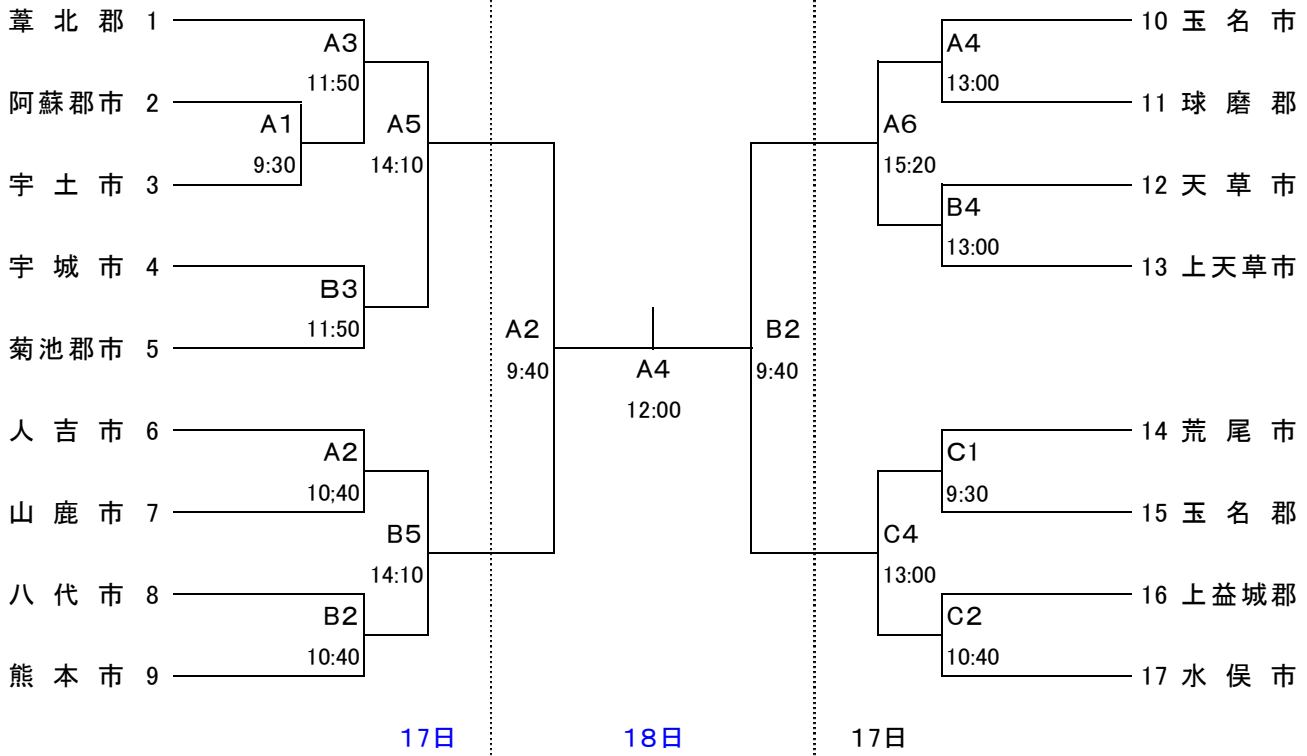 葦北郡 1
A3
11:50
阿蘇郡市 2
A1
9:30
A5
14:10
宇土市 3
宇城市 4
B3
11:50
菊池郡市 5
A2
9:40
人吉市 6
A2
10;40
山鹿市 7
B5
14:10
八代市 8
B2
10:40
熊本市 9
A4
12:00
10 玉名市
A4
13:00
11 球磨郡
A6
15:20
12 天草市
B4
13:00
13 上天草市
B2
9:40
14 荒尾市
C1
9:30
15 玉名郡
C4
13:00
16 上益城郡
C2
10:40
17 水俣市
17日
18日
17日